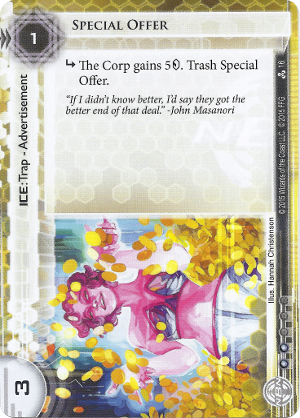 SPECIAL OFFER
1
↳ The Corp gains 5. Trash Special
Offer.
“If I didn’t know better, I’d say they got the
better end of that deal.” -John Masanori
ICE: Trap - Advertisement
16
© 2015 Wizards of the Coast LLC. © 2015 FFG
Illus. Hannah Christenson
3